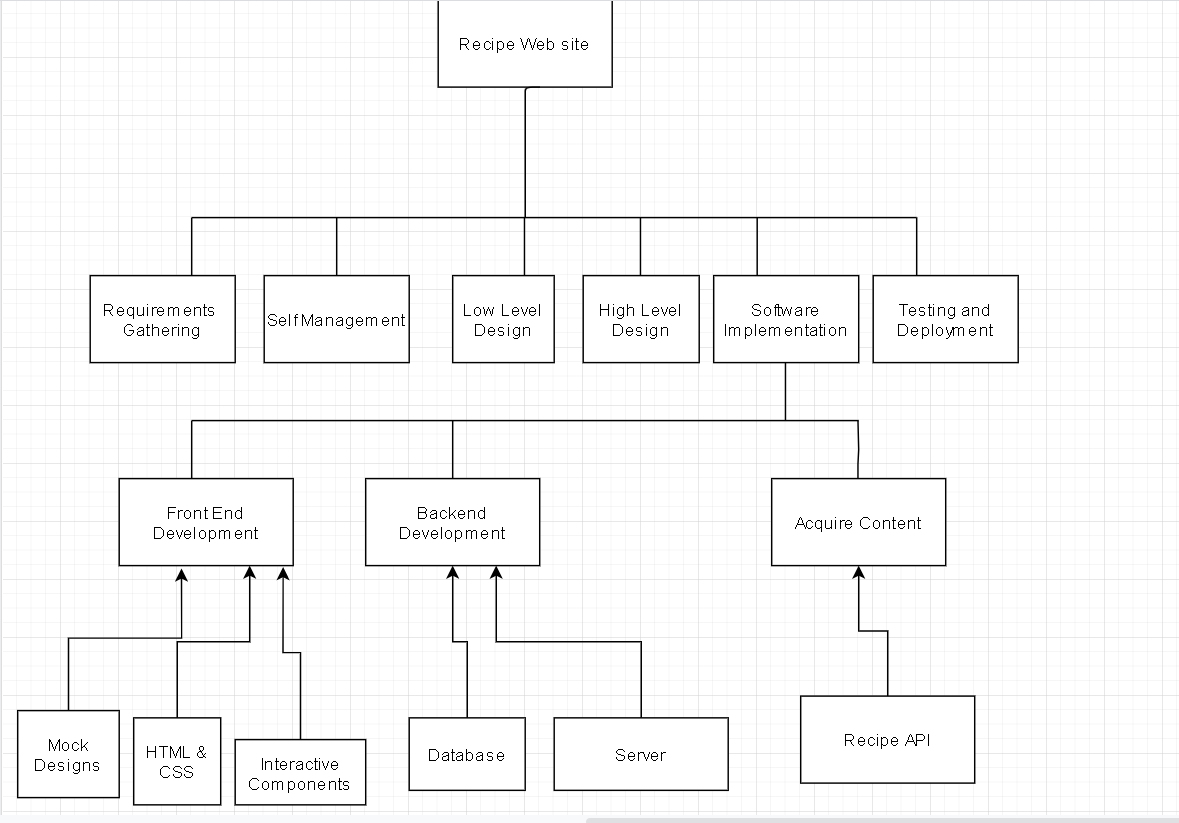 Recipe Web site
Requirements
Gathering
Self Management
Low Level
Design
High Level
Design
Software
Implementation
Testing and
Deployment
Front End
Development
Backend
Development
Acquire Content
Mock
Designs
HTML &
CSS
Interactive
Components
Database
Server
Recipe API